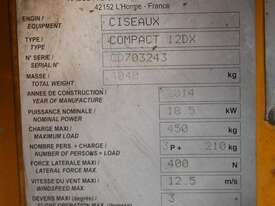 42152 L'Horme - France
ENGIN / EQUIPMENT CISEAUX
TYPE / TYPE COMPACT 12DX
N° SERIE / SERIAL N° CD703243
MASSE / TOTAL WEIGHT kg
ANNEE DE CONSTRUCTION / YEAR OF MANUFACTURE 2014
PUISSANCE NOMINALE / NOMINAL POWER 18.5 kW
CHARGE MAXI / MAXIMUM LOAD 450 kg
NOMBRE PERS. + CHARGE / NUMBER OF PERSONS + LOAD 3 P + 210 kg
FORCE LATERALE MAXI / LATERAL FORCE MAX. 400 N
VITESSE DU VENT MAXI / WINDSPEED MAX 12.5 m/s
DEVERS MAXI (degrés) / 3